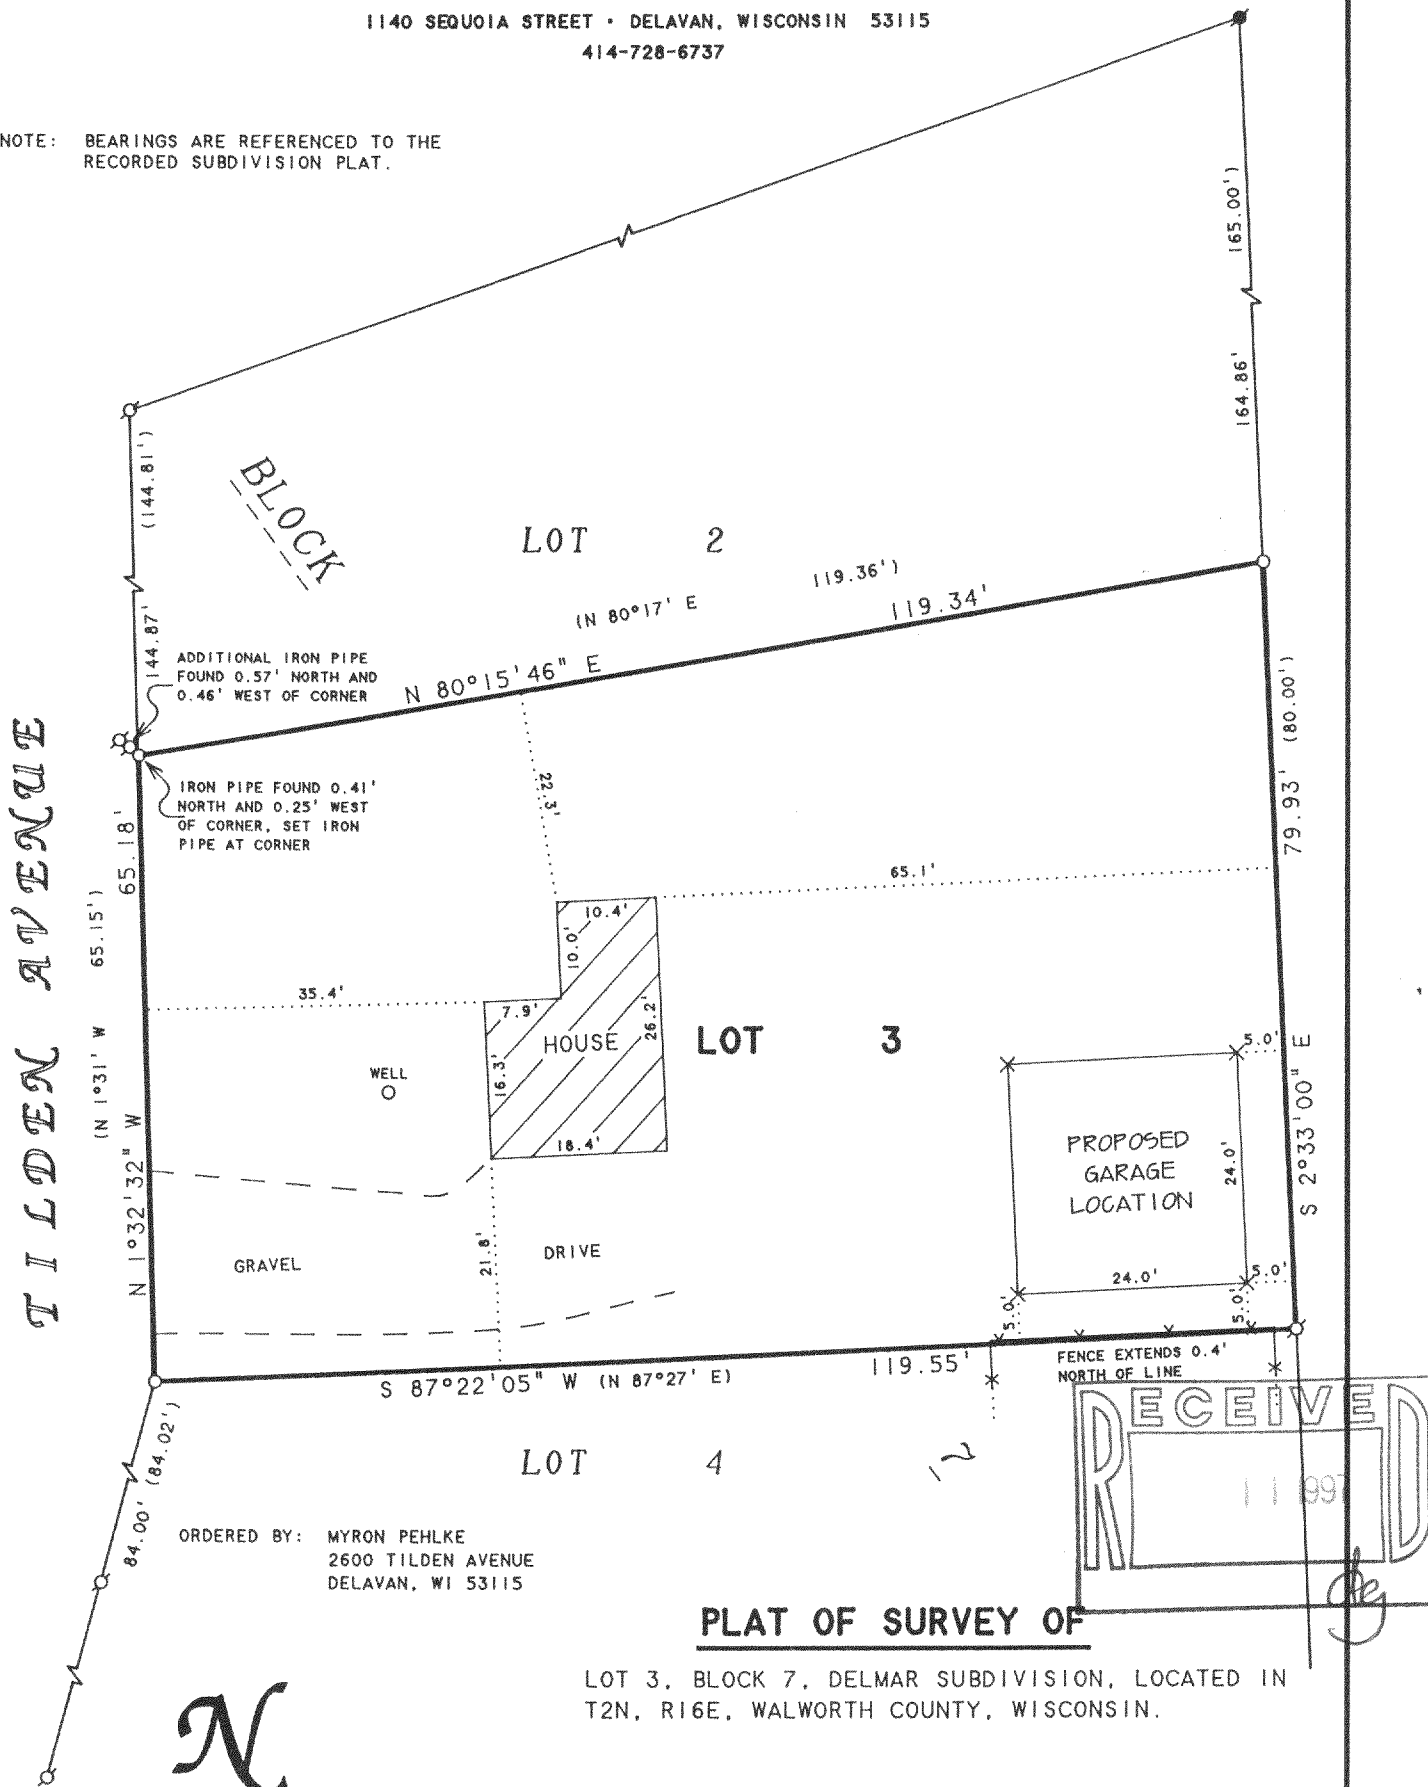 1140 SEQUOIA STREET • DELAVAN, WISCONSIN 53115
414-728-6737
NOTE: BEARINGS ARE REFERENCED TO THE
RECORDED SUBDIVISION PLAT.
165.00')
164.86'
(144.81')
144.87'
BLOCK
LOT 2
(N 80°17' E 119.36')
N 80°15'46" E 119.34'
ADDITIONAL IRON PIPE
FOUND 0.57' NORTH AND
0.46' WEST OF CORNER
IRON PIPE FOUND 0.41'
NORTH AND 0.25' WEST
OF CORNER, SET IRON
PIPE AT CORNER
TILDEN AVENUE
(N 1°31' W 65.15')
N 1°32'32" W 65.18'
22.3'
65.1'
(80.00')
79.93'
S 2°33'00" E
10.4'
10.0'
35.4'
7.9'
HOUSE
26.2'
16.3'
18.4'
WELL
LOT 3
5.0'
PROPOSED
GARAGE
LOCATION
24.0'
24.0'
5.0'
5.0'
5.0'
GRAVEL DRIVE
21.8'
S 87°22'05" W (N 87°27' E) 119.55'
FENCE EXTENDS 0.4'
NORTH OF LINE
84.00' (84.02')
LOT 4
RECEIVED
11 1997
ORDERED BY: MYRON PEHLKE
2600 TILDEN AVENUE
DELAVAN, WI 53115
PLAT OF SURVEY OF
LOT 3, BLOCK 7, DELMAR SUBDIVISION, LOCATED IN
T2N, R16E, WALWORTH COUNTY, WISCONSIN.
N